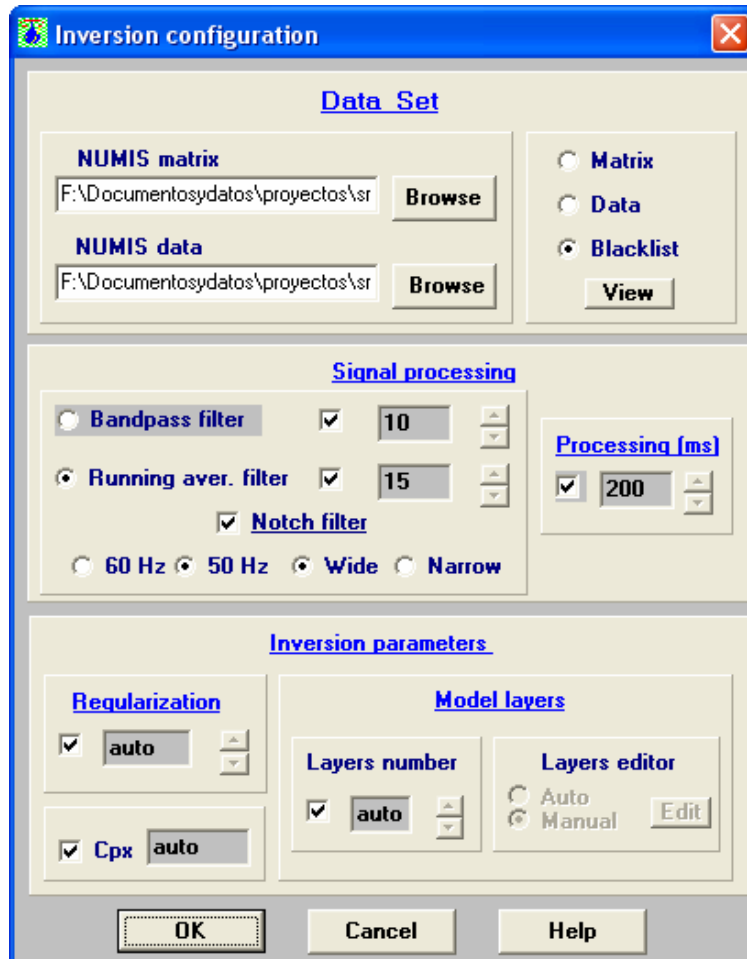 Inversion configuration
Data Set
NUMIS matrix
F:\Documentosydatos\proyectos\sr
Browse
NUMIS data
F:\Documentosydatos\proyectos\sr
Browse
Matrix
Data
Blacklist
View
Signal processing
Bandpass filter
10
Running aver. filter
15
Notch filter
60 Hz
50 Hz
Wide
Narrow
Processing (ms)
200
Inversion parameters
Regularization
auto
Cpx
auto
Model layers
Layers number
auto
Layers editor
Auto
Manual
Edit
OK
Cancel
Help